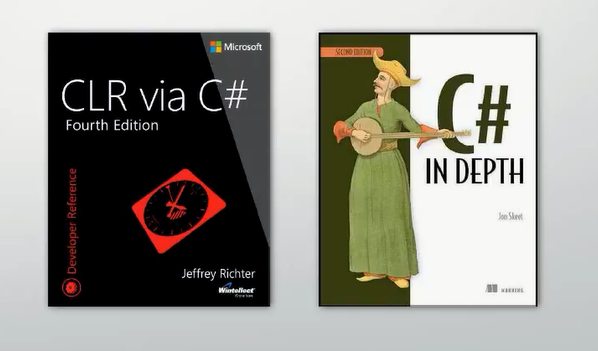 Microsoft
CLR via C#
Fourth Edition
Developer Reference
Jeffrey Richter
Wintellect
SECOND EDITION
C#
IN DEPTH
Jon Skeet
MANNING